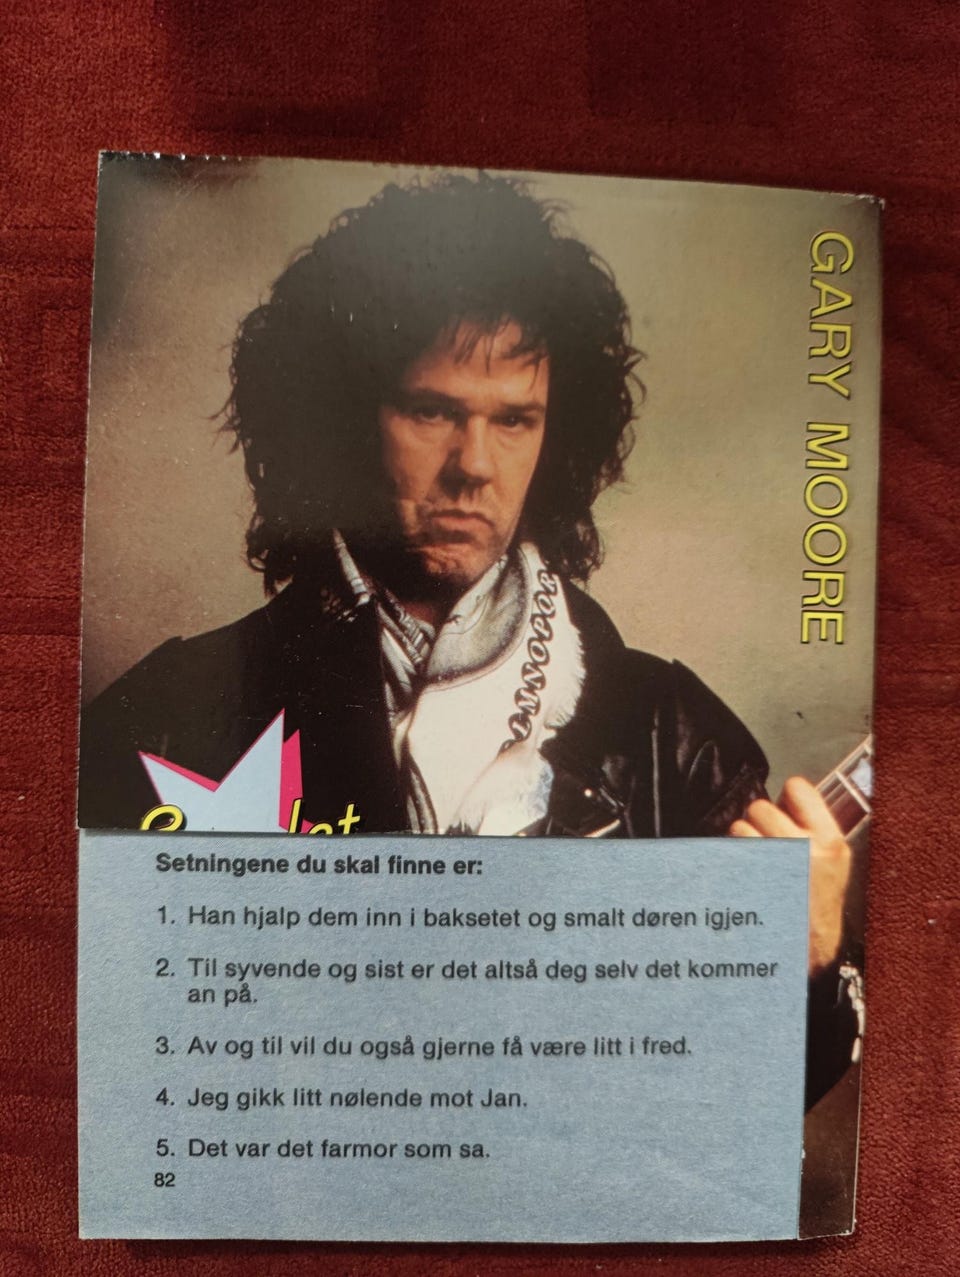 GARY MOORE
INNOPOR
Setningene du skal finne er:
1. Han hjalp dem inn i baksetet og smalt døren igjen.
2. Til syvende og sist er det altså deg selv det kommer
an på.
3. Av og til vil du også gjerne få være litt i fred.
4. Jeg gikk litt nølende mot Jan.
5. Det var det farmor som sa.
82